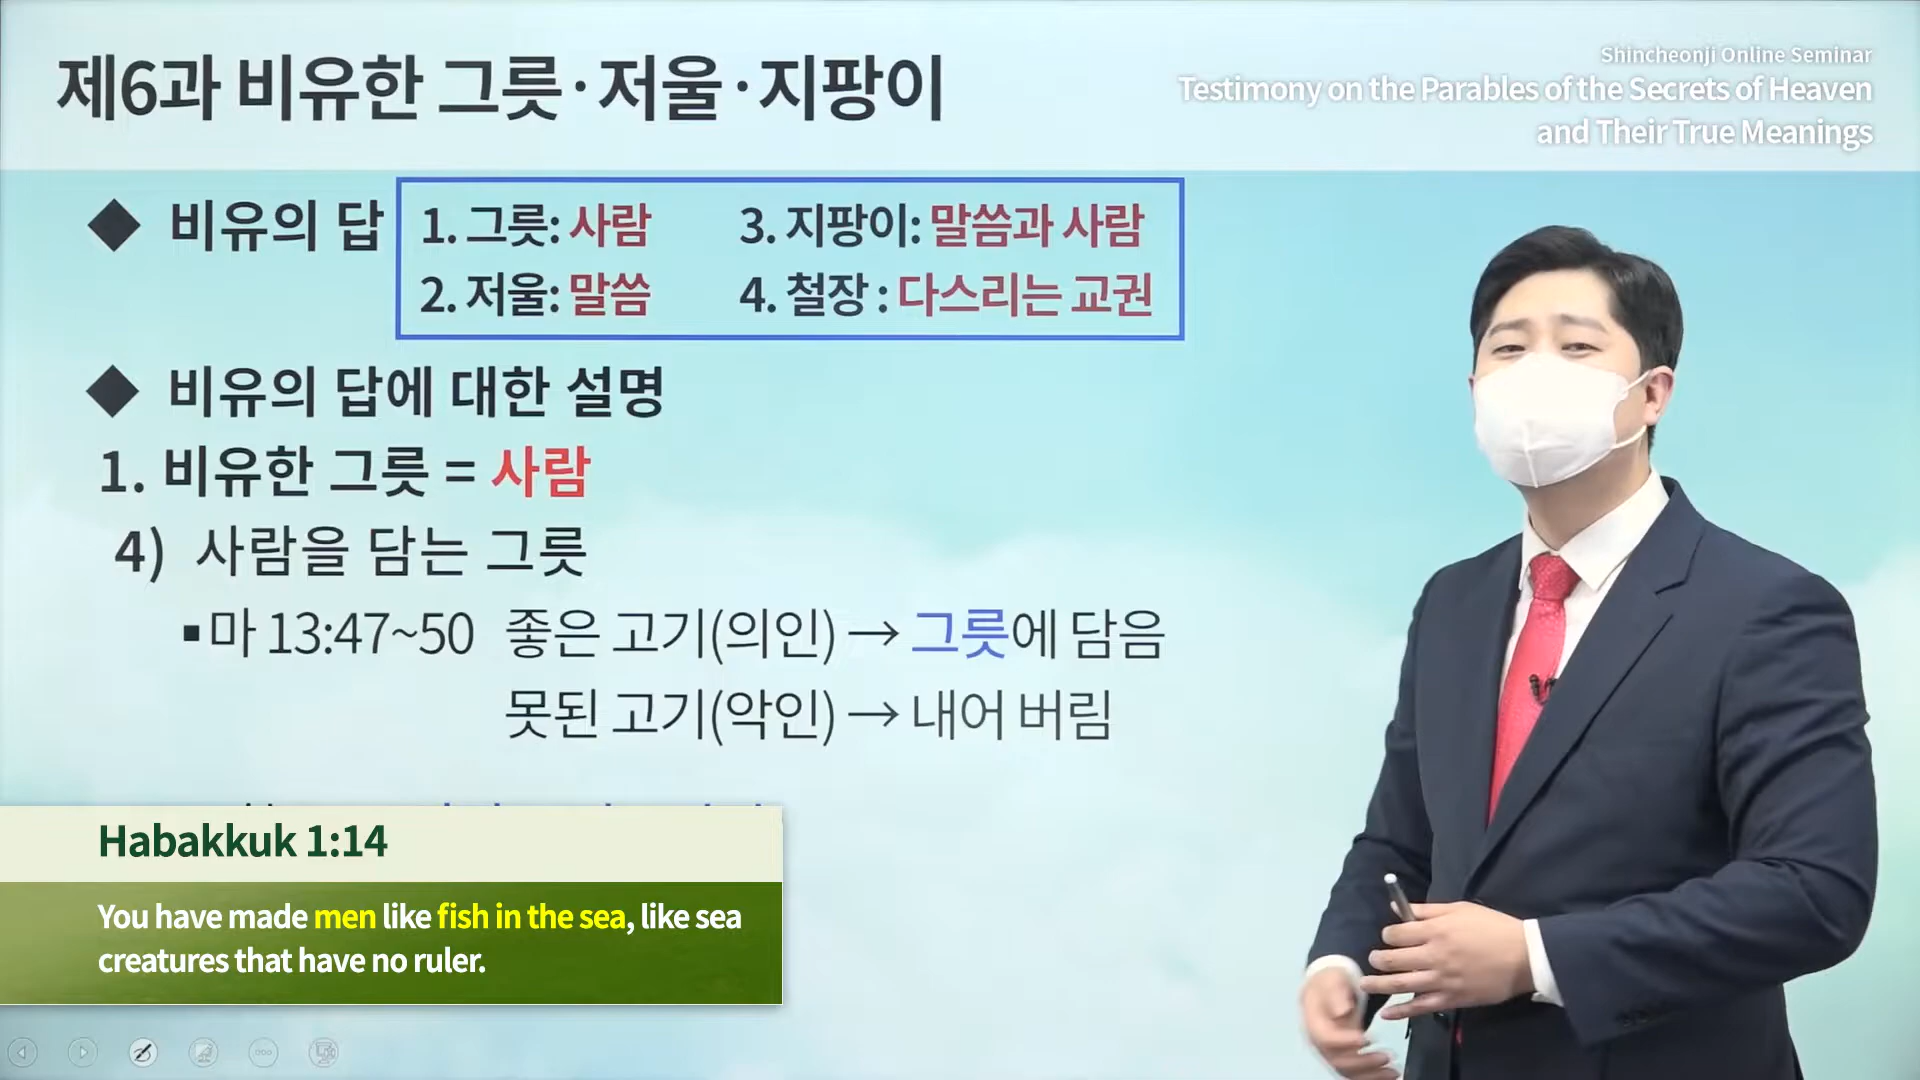 제6과 비유한 그릇·저울·지팡이
Shincheonji Online Seminar
Testimony on the Parables of the Secrets of Heaven
and Their True Meanings
◆ 비유의 답
1. 그릇: 사람 3. 지팡이: 말씀과 사람
2. 저울: 말씀 4. 철장 : 다스리는 교권
◆ 비유의 답에 대한 설명
1. 비유한 그릇 = 사람
4) 사람을 담는 그릇
▪마 13:47~50 좋은 고기(의인) → 그릇에 담음
못된 고기(악인) → 내어 버림
Habakkuk 1:14
You have made men like fish in the sea, like sea
creatures that have no ruler.